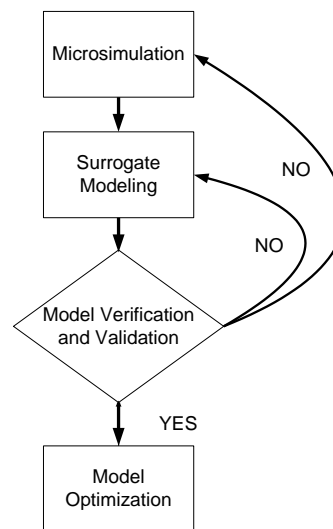 Microsimulation
Surrogate
Modeling
NO
NO
Model Verification
and Validation
YES
Model
Optimization